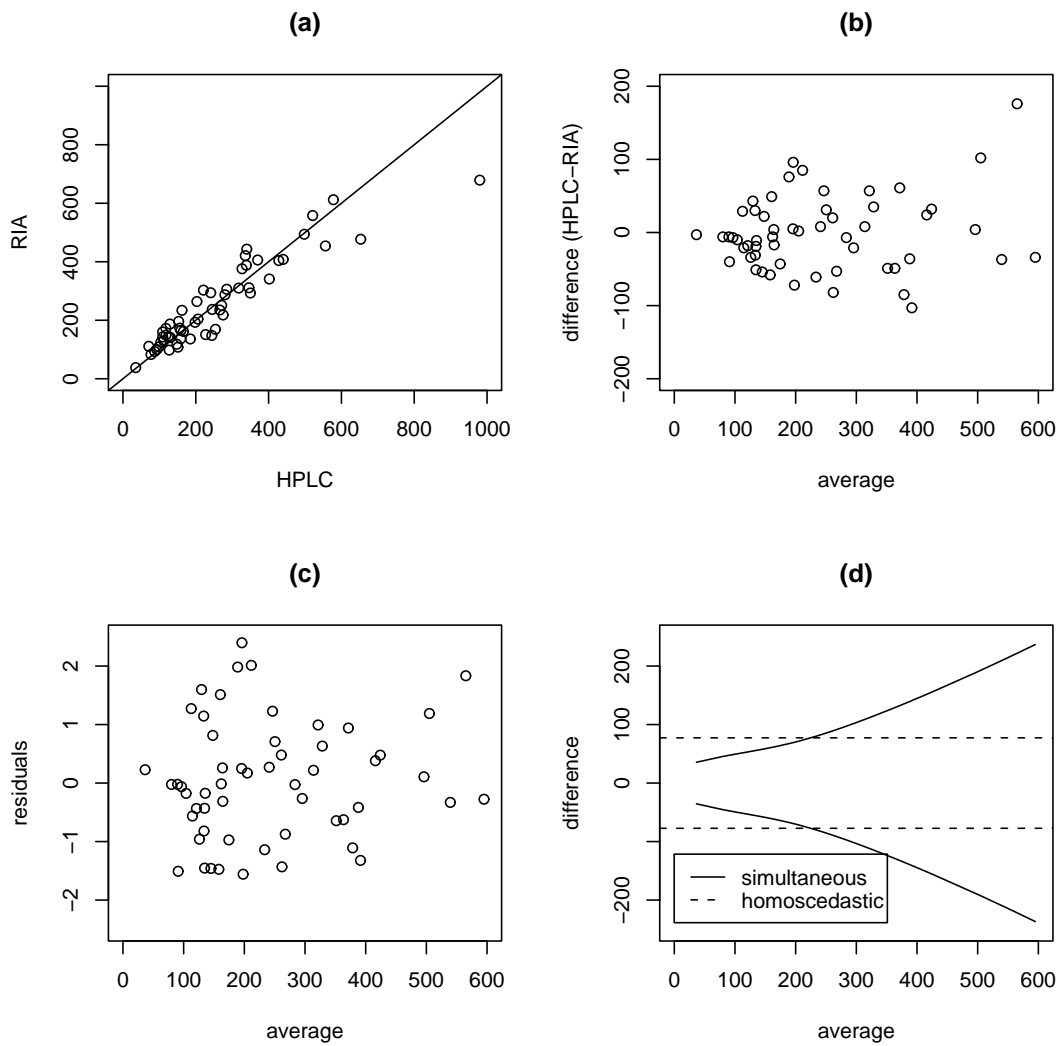 (a)
RIA
0 200 400 600 800
0 200 400 600 800 1000
HPLC
(b)
difference (HPLC−RIA)
−200 −100 0 100 200
0 100 200 300 400 500 600
average
(c)
residuals
−2 −1 0 1 2
0 100 200 300 400 500 600
average
(d)
difference
−200 −100 0 100 200
simultaneous
homoscedastic
0 100 200 300 400 500 600
average